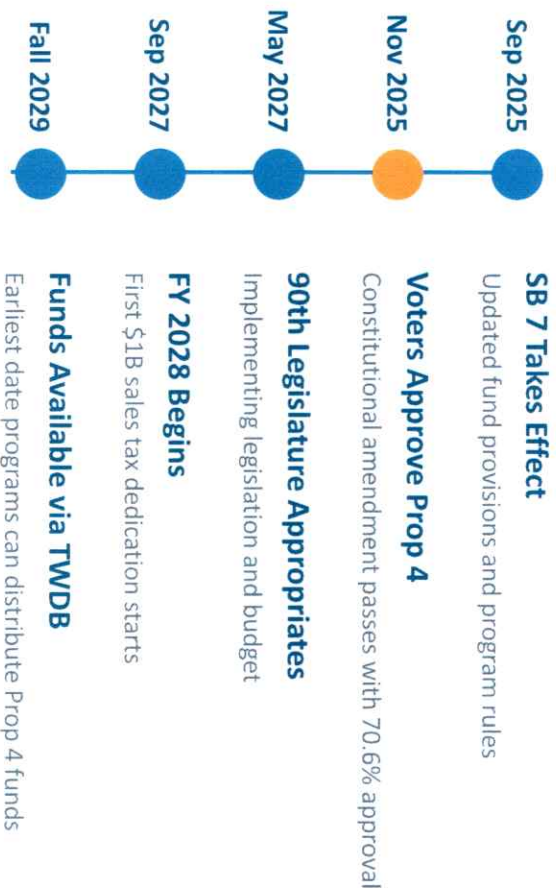 Sep 2025
SB 7 Takes Effect
Updated fund provisions and program rules
Nov 2025
Voters Approve Prop 4
Constitutional amendment passes with 70.6% approval
May 2027
90th Legislature Appropriates
Implementing legislation and budget
Sep 2027
FY 2028 Begins
First $1B sales tax dedication starts
Fall 2029
Funds Available via TWDB
Earliest date programs can distribute Prop 4 funds